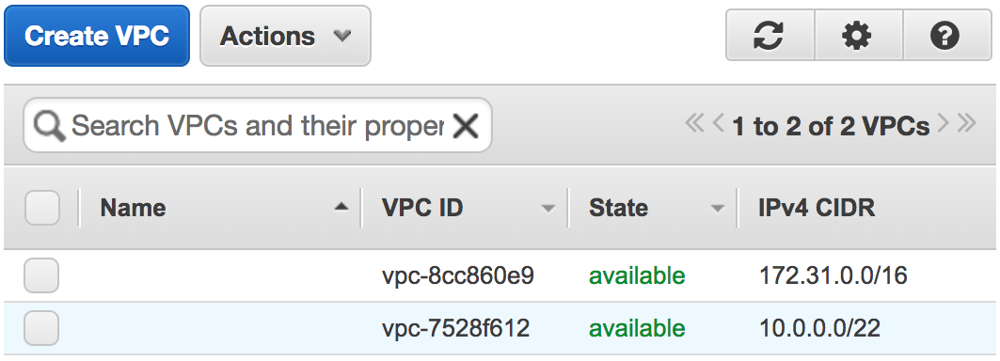 Create VPC Actions
Search VPCs and their proper 1 to 2 of 2 VPCs
Name VPC ID State IPv4 CIDR
vpc-8cc860e9 available 172.31.0.0/16
vpc-7528f612 available 10.0.0.0/22